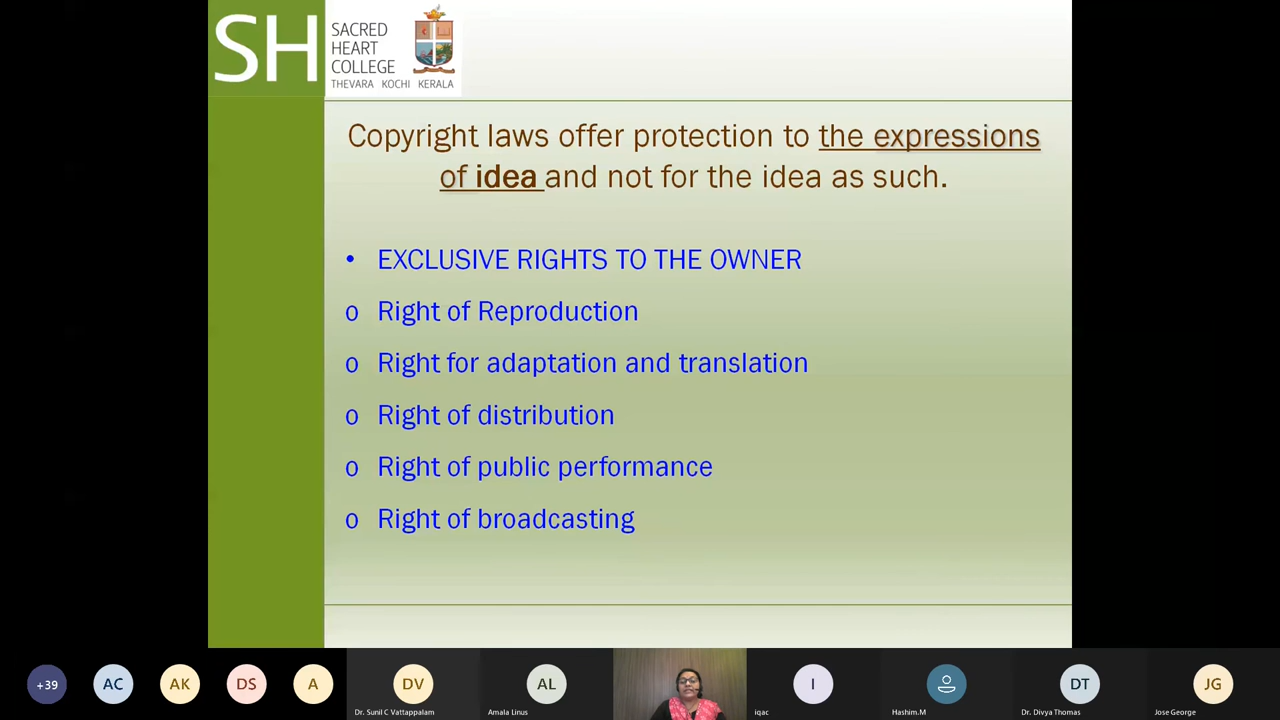 SH
SACRED
HEART
COLLEGE
THEVARA KOCHI KERALA
Copyright laws offer protection to the expressions
of idea and not for the idea as such.
• EXCLUSIVE RIGHTS TO THE OWNER
o Right of Reproduction
o Right for adaptation and translation
o Right of distribution
o Right of public performance
o Right of broadcasting
+39 AC AK DS A DV AL I DT JG
Dr. Sunil C Vattappalam Amala Linus iqac Hashim.M Dr. Divya Thomas Jose George